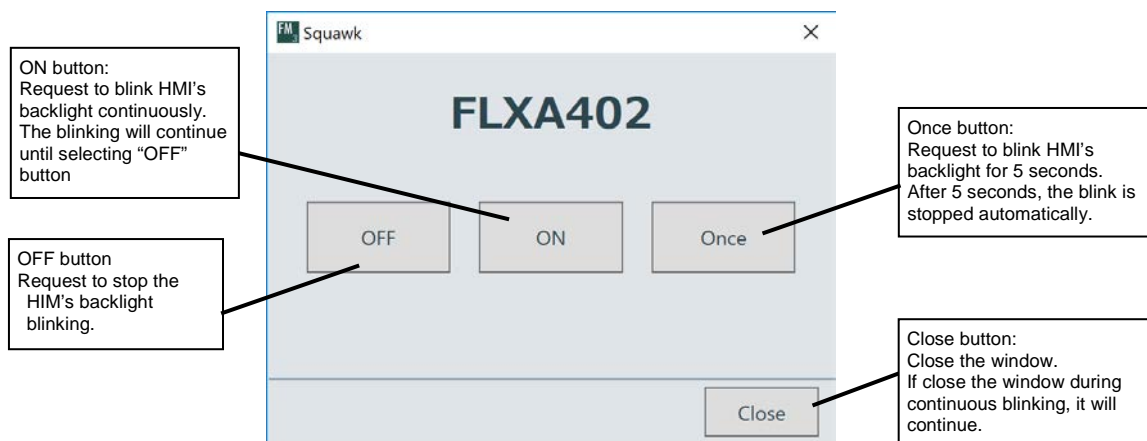 FM
Squawk
ON button:
Request to blink HMI's
backlight continuously.
The blinking will continue
until selecting “OFF”
button
FLXA402
Once button:
Request to blink HMI's
backlight for 5 seconds.
After 5 seconds, the blink is
stopped automatically.
OFF
ON
Once
OFF button
Request to stop the
HIM's backlight
blinking.
Close button:
Close the window.
If close the window during
continuous blinking, it will
continue.
Close